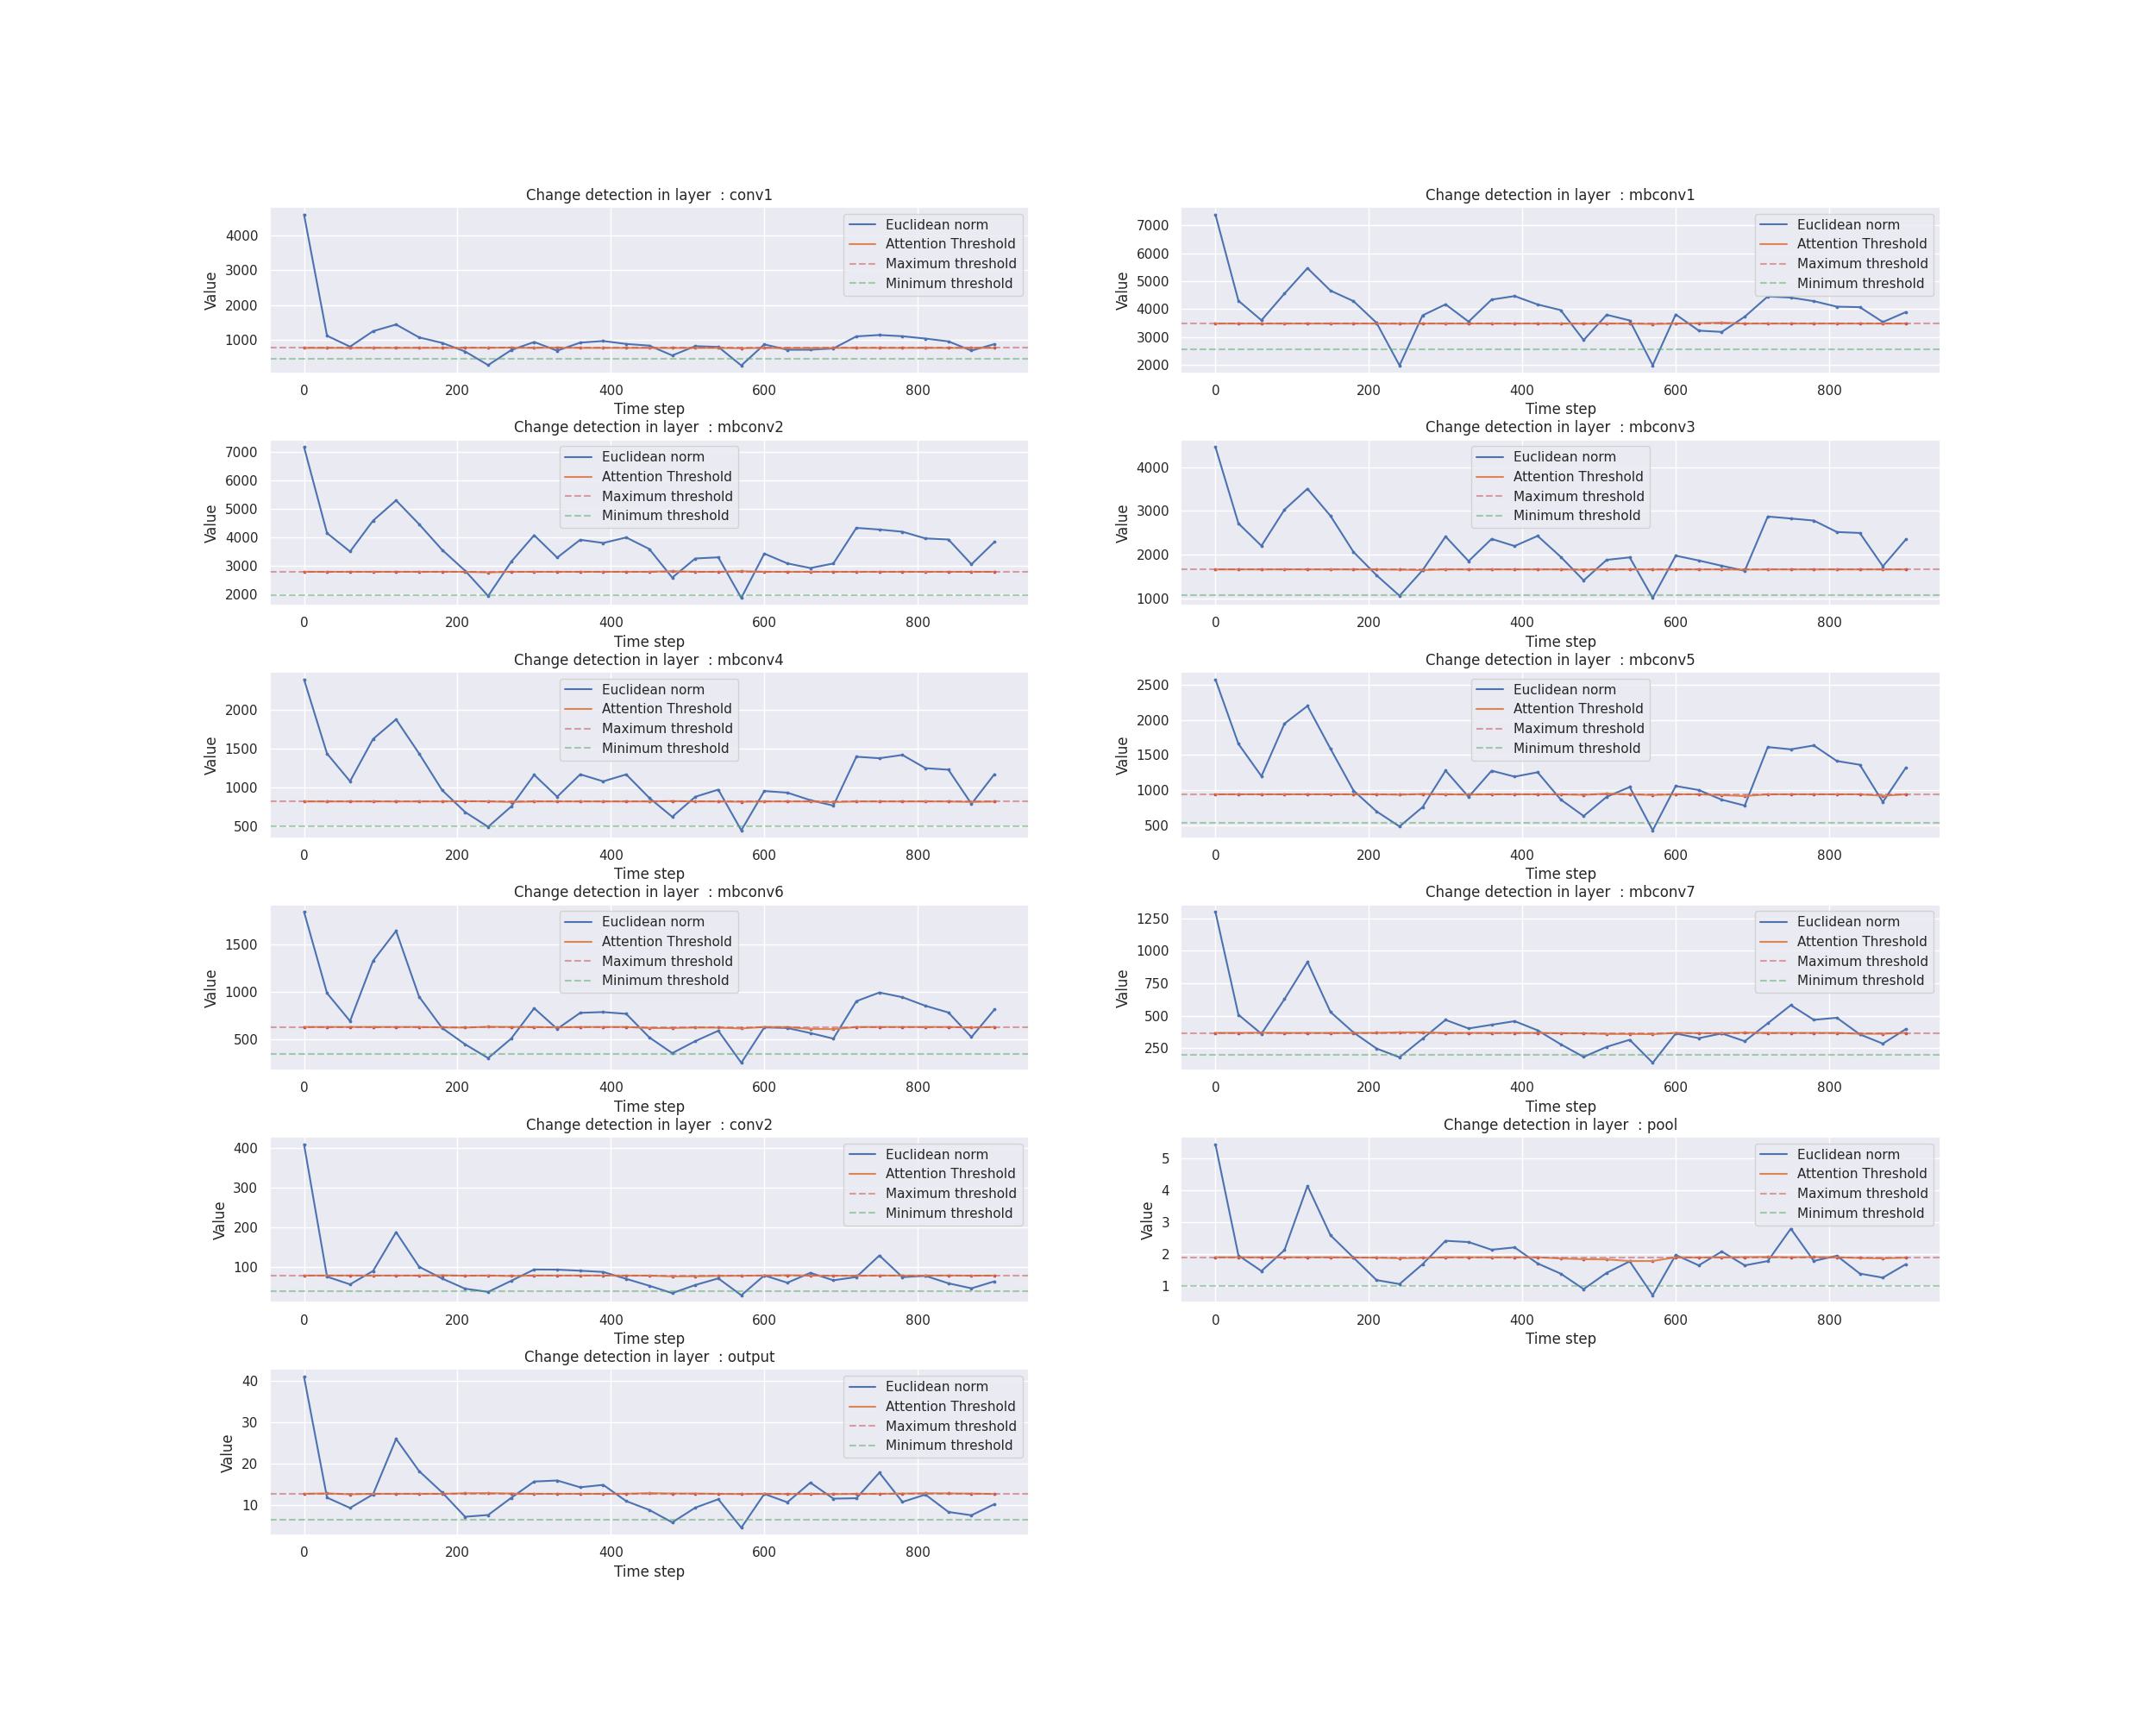 Change detection in layer  : conv1
Value
4000
3000
2000
1000
Euclidean norm
Attention Threshold
Maximum threshold
Minimum threshold
0 200 400 600 800
Time step
Change detection in layer  : mbconv1
Value
7000
6000
5000
4000
3000
2000
Euclidean norm
Attention Threshold
Maximum threshold
Minimum threshold
0 200 400 600 800
Time step
Change detection in layer  : mbconv2
Value
7000
6000
5000
4000
3000
2000
Euclidean norm
Attention Threshold
Maximum threshold
Minimum threshold
0 200 400 600 800
Time step
Change detection in layer  : mbconv3
Value
4000
3000
2000
1000
Euclidean norm
Attention Threshold
Maximum threshold
Minimum threshold
0 200 400 600 800
Time step
Change detection in layer  : mbconv4
Value
2000
1500
1000
500
Euclidean norm
Attention Threshold
Maximum threshold
Minimum threshold
0 200 400 600 800
Time step
Change detection in layer  : mbconv5
Value
2500
2000
1500
1000
500
Euclidean norm
Attention Threshold
Maximum threshold
Minimum threshold
0 200 400 600 800
Time step
Change detection in layer  : mbconv6
Value
1500
1000
500
Euclidean norm
Attention Threshold
Maximum threshold
Minimum threshold
0 200 400 600 800
Time step
Change detection in layer  : mbconv7
Value
1250
1000
750
500
250
Euclidean norm
Attention Threshold
Maximum threshold
Minimum threshold
0 200 400 600 800
Time step
Change detection in layer  : conv2
Value
400
300
200
100
Euclidean norm
Attention Threshold
Maximum threshold
Minimum threshold
0 200 400 600 800
Time step
Change detection in layer  : pool
Value
5
4
3
2
1
Euclidean norm
Attention Threshold
Maximum threshold
Minimum threshold
0 200 400 600 800
Time step
Change detection in layer  : output
Value
40
30
20
10
Euclidean norm
Attention Threshold
Maximum threshold
Minimum threshold
0 200 400 600 800
Time step